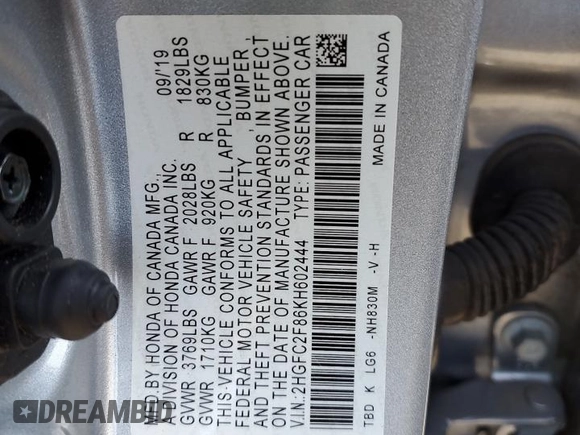 MFD BY HONDA OF CANADA MFG., 09/'19
A DIVISION OF HONDA CANADA INC.
GVWR 3769LBS GAWR F 2028LBS R 1829LBS
GVWR 1710KG GAWR F 920KG R 830KG
THIS-VEHICLE CONFORMS TO ALL APPLICABLE
FEDERAL MOTOR VEHICLE SAFETY , BUMPER ,
AND THEFT PREVENTION STANDARDS IN EFFECT
ON THE DATE OF MANUFACTURE SHOWN ABOVE.
V.I.N.:2HGFC2F86KH602444 TYPE: PASSENGER CAR
TBD K LG6 -NH830M -V -H MADE IN CANADA
DREAMBID